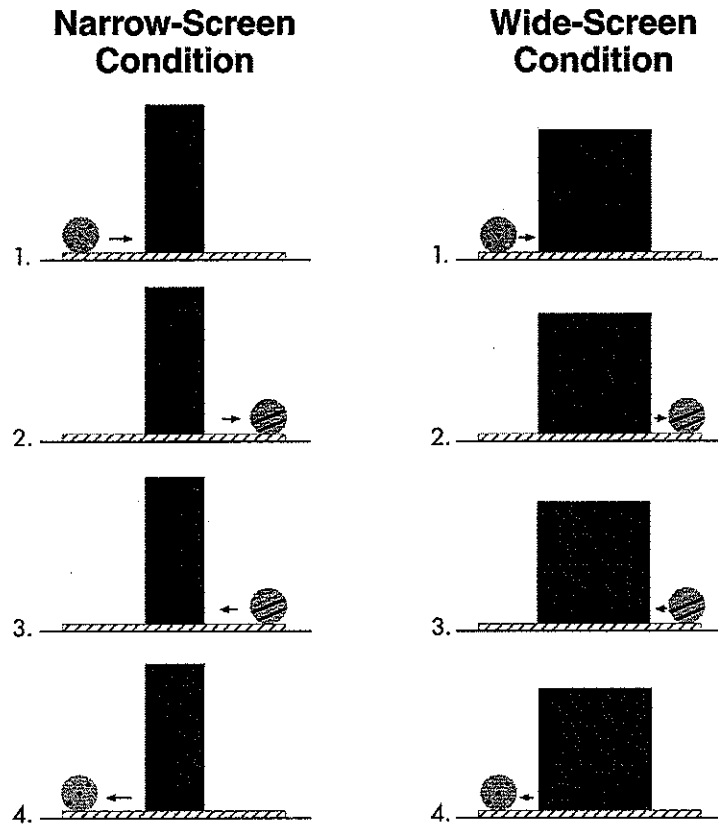 Narrow-Screen
Condition
1.
2.
3.
4.
Wide-Screen
Condition
1.
2.
3.
4.